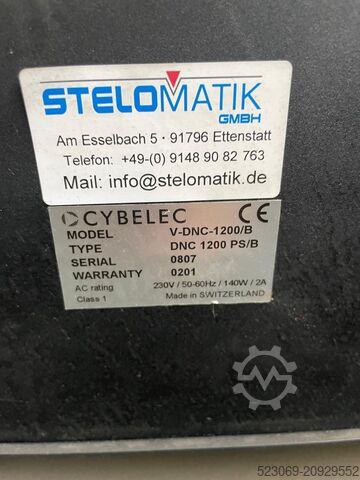 STELOMATIK
GMBH
Am Esselbach 5 · 91796 Ettenstatt
Telefon: +49-(0) 9148 90 82 763
Mail: info@stelomatik.de
CYBELEC CE
MODEL V-DNC-1200/B
TYPE DNC 1200 PS/B
SERIAL 0807
WARRANTY 0201
AC rating 230V / 50-60Hz / 140W / 2A
Class 1 Made in SWITZERLAND
523069-20929552